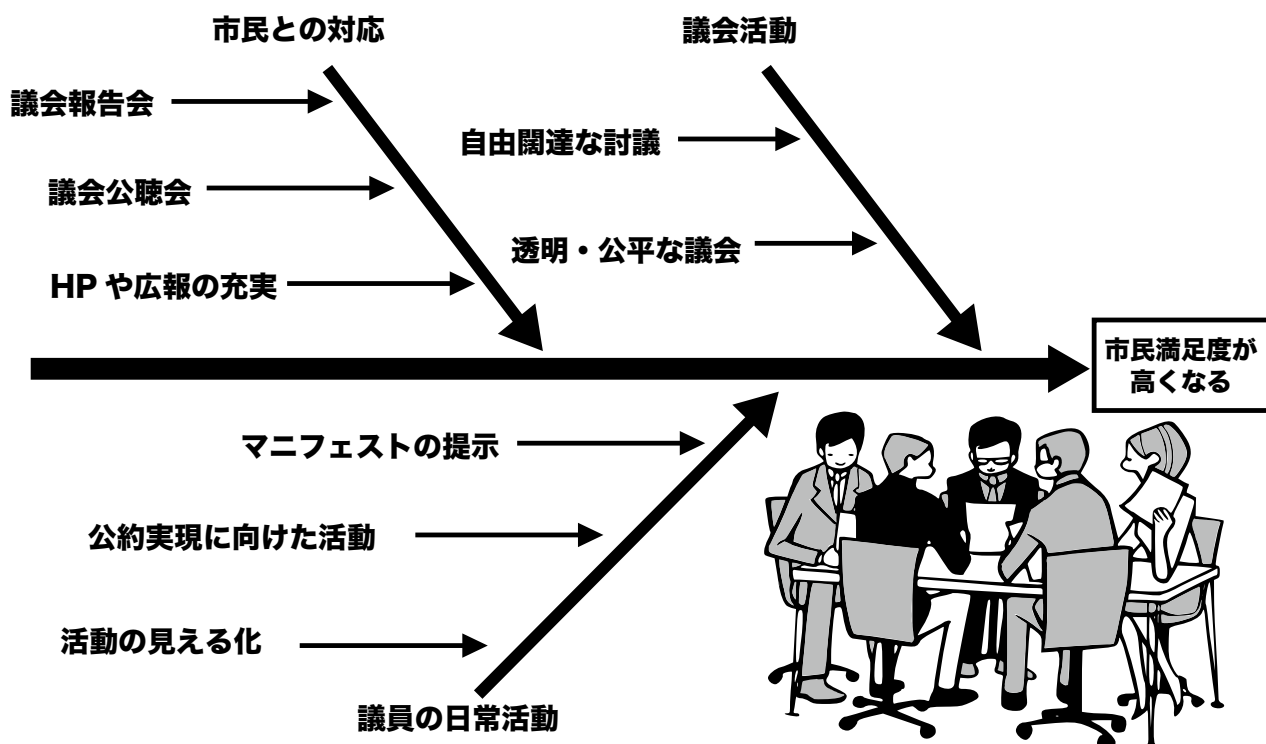 市民との対応
議会活動
議会報告会
自由闊達な討議
議会公聴会
透明・公平な議会
HPや広報の充実
市民満足度が
高くなる
マニフェストの提示
公約実現に向けた活動
活動の見える化
議員の日常活動